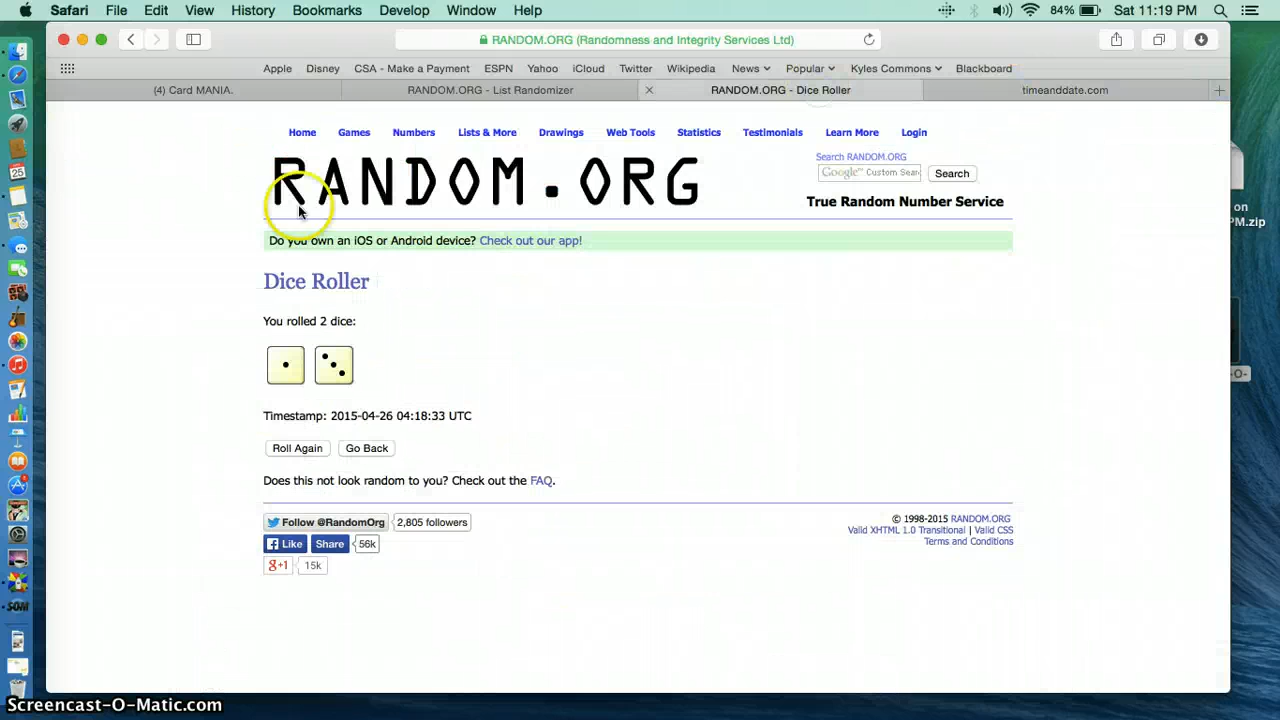 Safari File Edit View History Bookmarks Develop Window Help 84% Sat 11:19 PM
RANDOM.ORG (Randomness and Integrity Services Ltd)
Apple Disney CSA - Make a Payment ESPN Yahoo iCloud Twitter Wikipedia News Popular Kyles Commons Blackboard
(4) Card MANIA. RANDOM.ORG - List Randomizer RANDOM.ORG - Dice Roller timeanddate.com
Home Games Numbers Lists & More Drawings Web Tools Statistics Testimonials Learn More Login
Search RANDOM.ORG
RANDOM.ORG
Google™ Custom Sear Search
True Random Number Service
on
PM.zip
Do you own an iOS or Android device? Check out our app!
Dice Roller
You rolled 2 dice:
-O-
Timestamp: 2015-04-26 04:18:33 UTC
Roll Again Go Back
Does this not look random to you? Check out the FAQ.
Follow @RandomOrg 2,805 followers
Like Share 56k
+1 15k
© 1998-2015 RANDOM.ORG
Valid XHTML 1.0 Transitional | Valid CSS
Terms and Conditions
Screencast-O-Matic.com